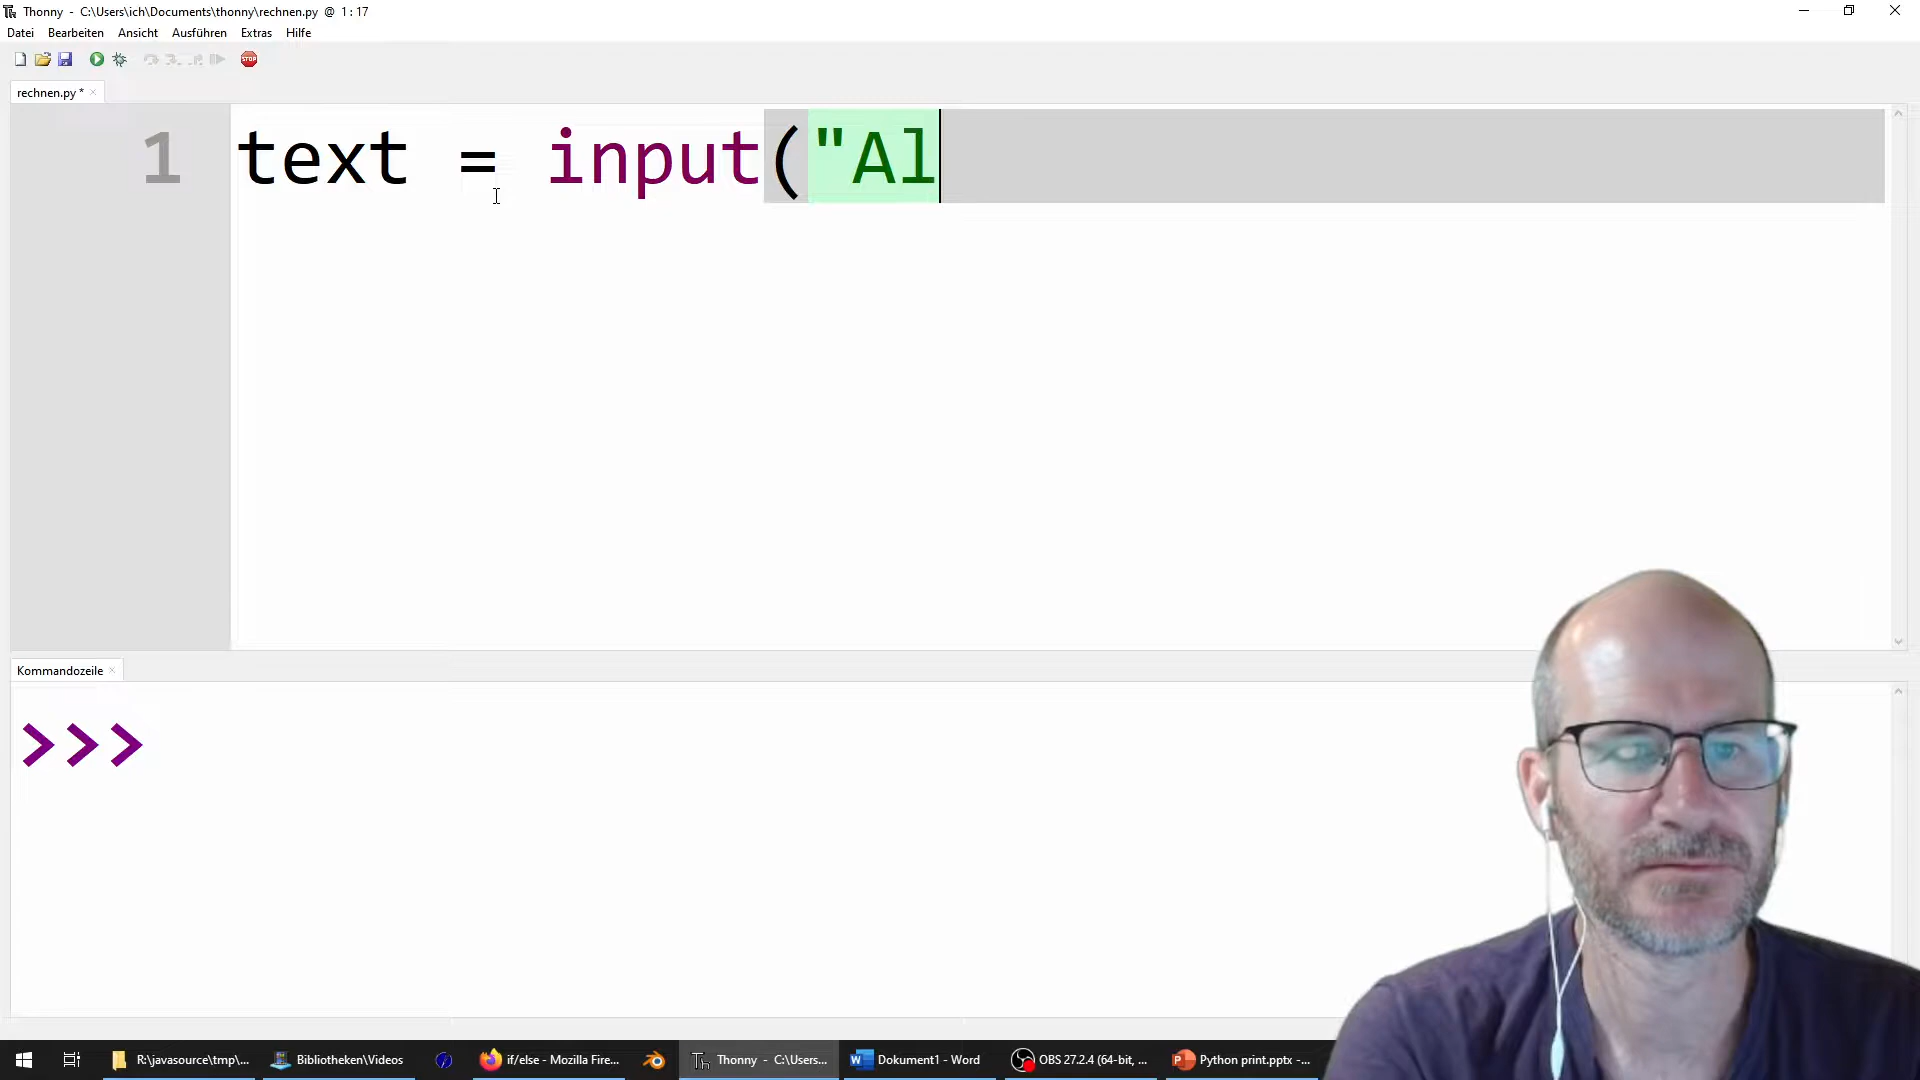 Thonny - C:\Users\ich\Documents\thonny\rechnen.py @ 1 : 17
Datei Bearbeiten Ansicht Ausführen Extras Hilfe
STOP
rechnen.py *
1 text = input("Al
Kommandozeile
>>>
R:\javasource\tmp\... Bibliotheken\Videos if/else - Mozilla Fire... Thonny - C:\Users... Dokument1 - Word OBS 27.2.4 (64-bit, ... Python print.pptx -...